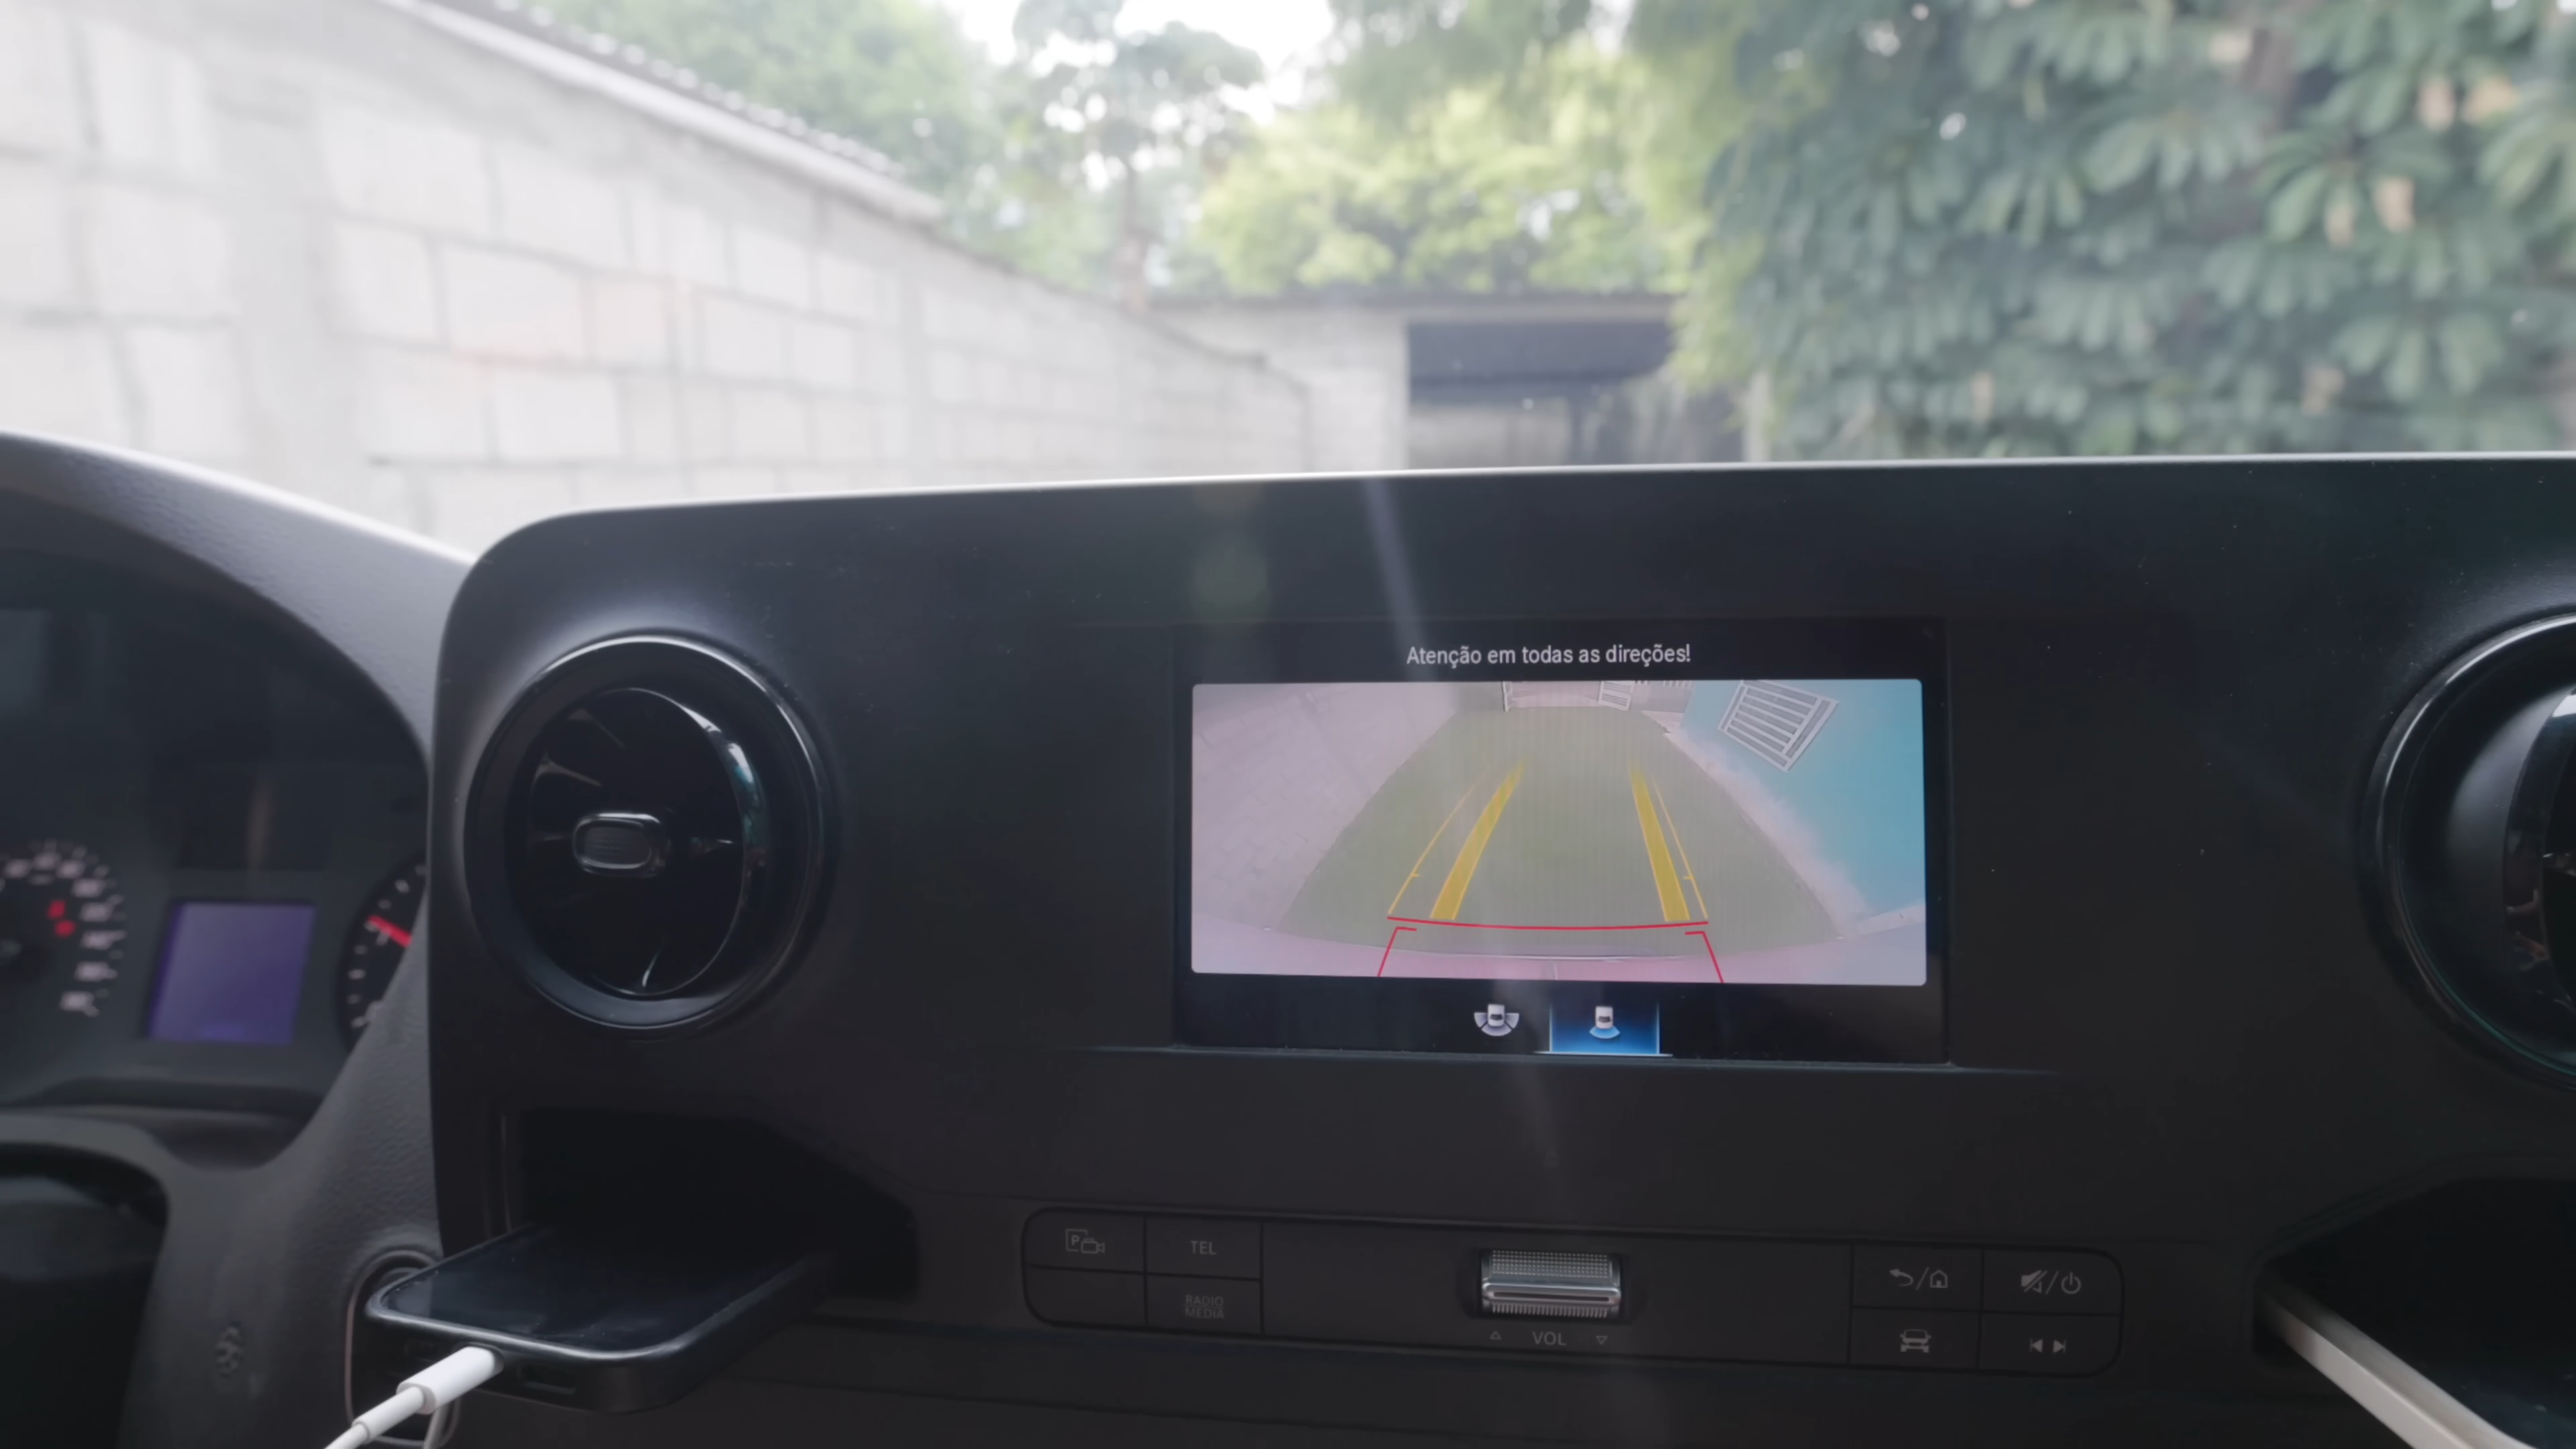 Atenção em todas as direções!
P
TEL
RADIO
MEDIA
VOL